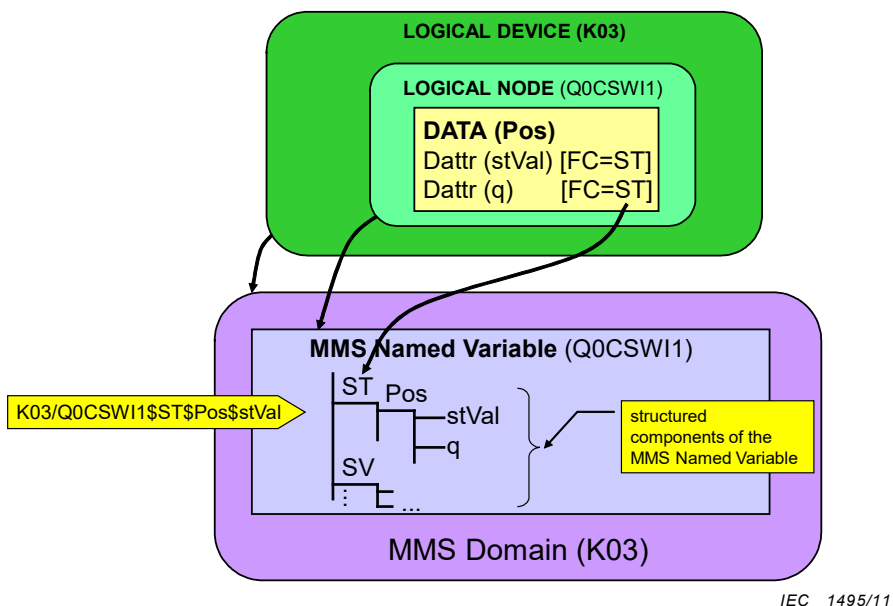 LOGICAL DEVICE (K03)
LOGICAL NODE (Q0CSWI1)
DATA (Pos)
Dattr (stVal) [FC=ST]
Dattr (q) [FC=ST]
MMS Named Variable (Q0CSWI1)
K03/Q0CSWI1$ST$Pos$stVal
ST
Pos
stVal
q
SV
...
...
structured
components of the
MMS Named Variable
MMS Domain (K03)
IEC 1495/11